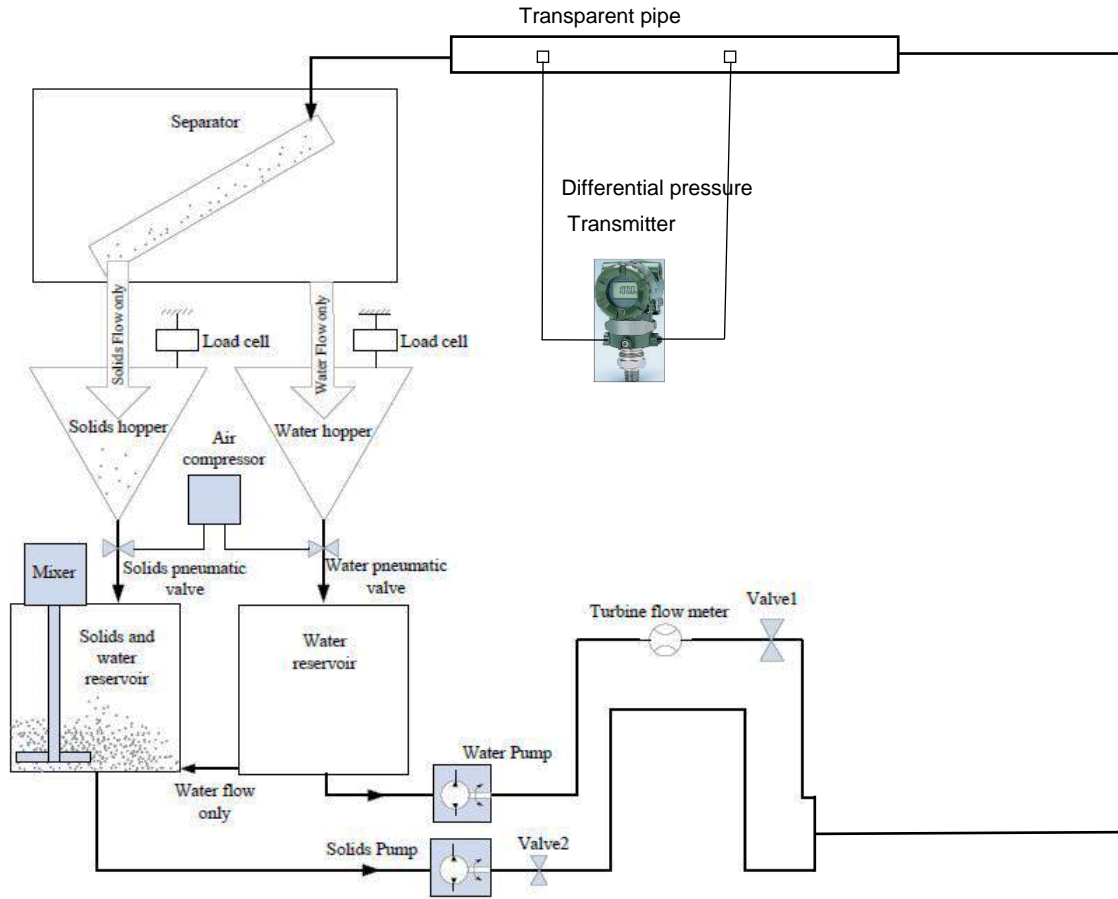 Transparent pipe
Separator
Differential pressure
Transmitter
Solids Flow only
Water Flow only
Load cell
Load cell
Solids hopper
Water hopper
Air
compressor
Solids pneumatic
valve
Water pneumatic
valve
Mixer
Solids and
water
reservoir
Water
reservoir
Turbine flow meter
Valve1
Water Pump
Water flow
only
Solids Pump
Valve2